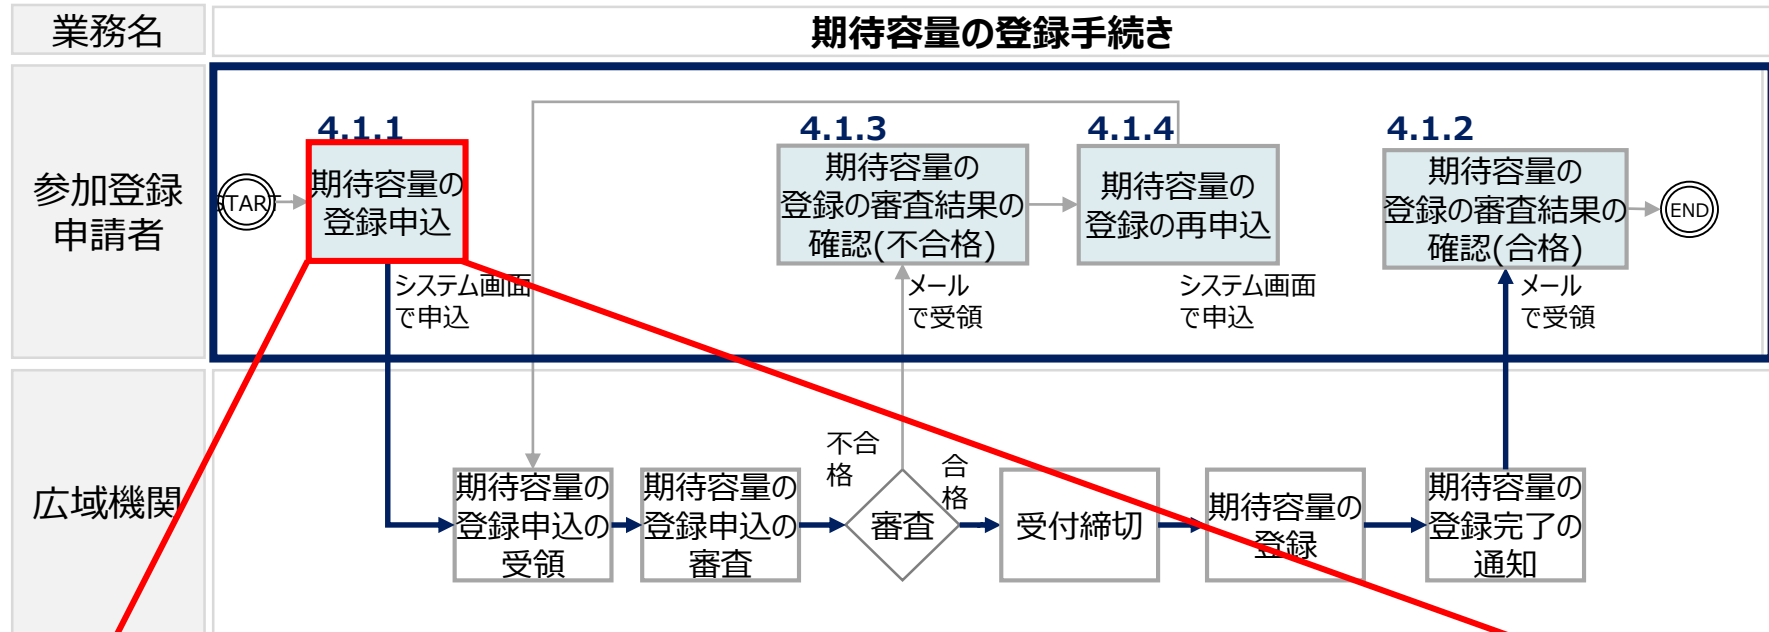 業務名
期待容量の登録手続き
参加登録
申請者
START
4.1.1
期待容量の
登録申込
システム画面
で申込
4.1.3
期待容量の
登録の審査結果の
確認(不合格)
メール
で受領
4.1.4
期待容量の
登録の再申込
システム画面
で申込
4.1.2
期待容量の
登録の審査結果の
確認(合格)
メール
で受領
END
広域機関
期待容量の
登録申込の
受領
期待容量の
登録申込の
審査
不合
格
審査
合
格
受付締切
期待容量の
登録
期待容量の
登録完了の
通知